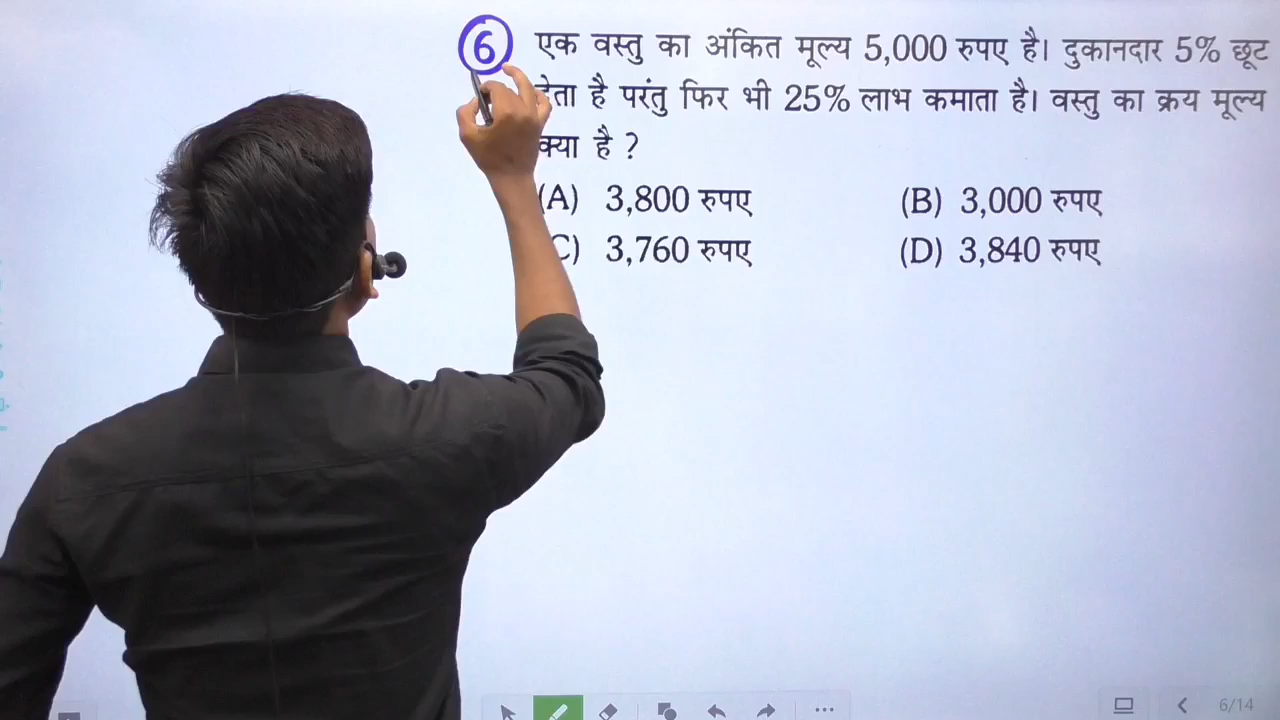 6 एक वस्तु का अंकित मूल्य 5,000 रुपए है। दुकानदार 5% छूट
देता है परंतु फिर भी 25% लाभ कमाता है। वस्तु का क्रय मूल्य
क्या है ?
(A) 3,800 रुपए (B) 3,000 रुपए
(C) 3,760 रुपए (D) 3,840 रुपए
6/14